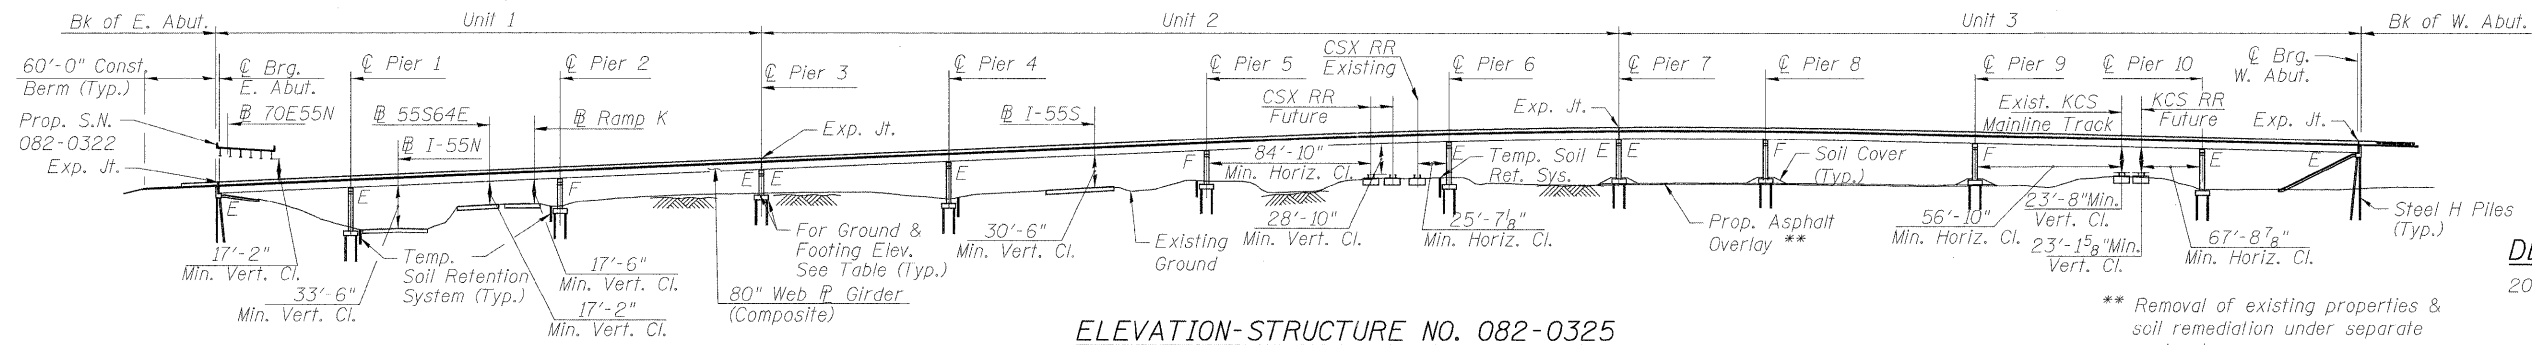 Bk of E. Abut.
Unit 1
Unit 2
Unit 3
Bk of W. Abut.
60'-0" Const.
Berm (Typ.)
℄ Brg.
E. Abut.
℄ Pier 1
℄ Pier 2
℄ Pier 3
℄ Pier 4
℄ Pier 5
CSX RR
Existing
℄ Pier 6
℄ Pier 7
℄ Pier 8
℄ Pier 9
℄ Pier 10
℄ Brg.
W. Abut.
Prop. S.N.
082-0322
Exp. Jt.
℔ 70E55N
℔ 55S64E
℔ I-55N
℔ Ramp K
Exp. Jt.
℔ I-55S
CSX RR
Future
Exp. Jt.
Exist. KCS
Mainline Track
KCS RR
Future
Exp. Jt.
84'-10"
Min. Horiz. Cl.
Temp. Soil
Ret. Sys.
Soil Cover
(Typ.)
E
E
F
E
E
E
F
F
E
E
F
F
E
E
17'-2"
Min. Vert. Cl.
33'-6"
Min. Vert. Cl.
Temp.
Soil Retention
System (Typ.)
17'-6"
Min. Vert. Cl.
17'-2"
Min. Vert. Cl.
80" Web ℙ Girder
(Composite)
For Ground &
Footing Elev.
See Table (Typ.)
30'-6"
Min. Vert. Cl.
Existing
Ground
28'-10"
Min. Vert. Cl.
25'-7 1/8"
Min. Horiz. Cl.
Prop. Asphalt
Overlay **
56'-10"
Min. Horiz. Cl.
23'-8" Min.
Vert. Cl.
23'-1 5/8" Min.
Vert. Cl.
67'-8 7/8"
Min. Horiz. Cl.
Steel H Piles
(Typ.)
ELEVATION-STRUCTURE NO. 082-0325
** Removal of existing properties &
soil remediation under separate
20